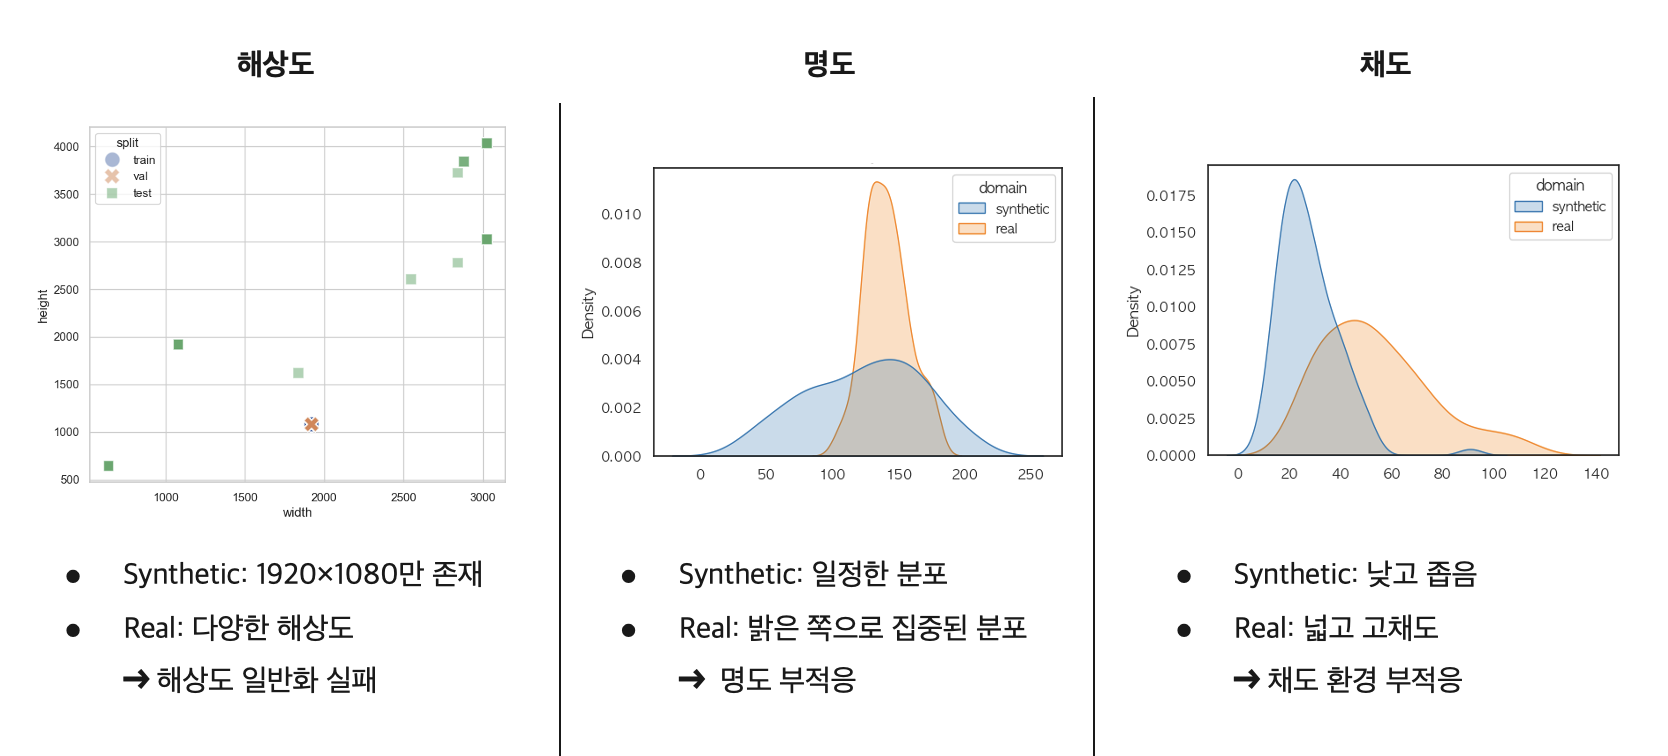 해상도
split
train
val
test
4000
3500
3000
2500
2000
1500
1000
500
height
1000
1500
2000
2500
3000
width
● Synthetic: 1920×1080만 존재
● Real: 다양한 해상도
→ 해상도 일반화 실패
명도
domain
synthetic
real
0.010
0.008
0.006
0.004
0.002
0.000
Density
0
50
100
150
200
250
● Synthetic: 일정한 분포
● Real: 밝은 쪽으로 집중된 분포
→ 명도 부적응
채도
domain
synthetic
real
0.0175
0.0150
0.0125
0.0100
0.0075
0.0050
0.0025
0.0000
Density
0
20
40
60
80
100
120
140
● Synthetic: 낮고 좁음
● Real: 넓고 고채도
→ 채도 환경 부적응